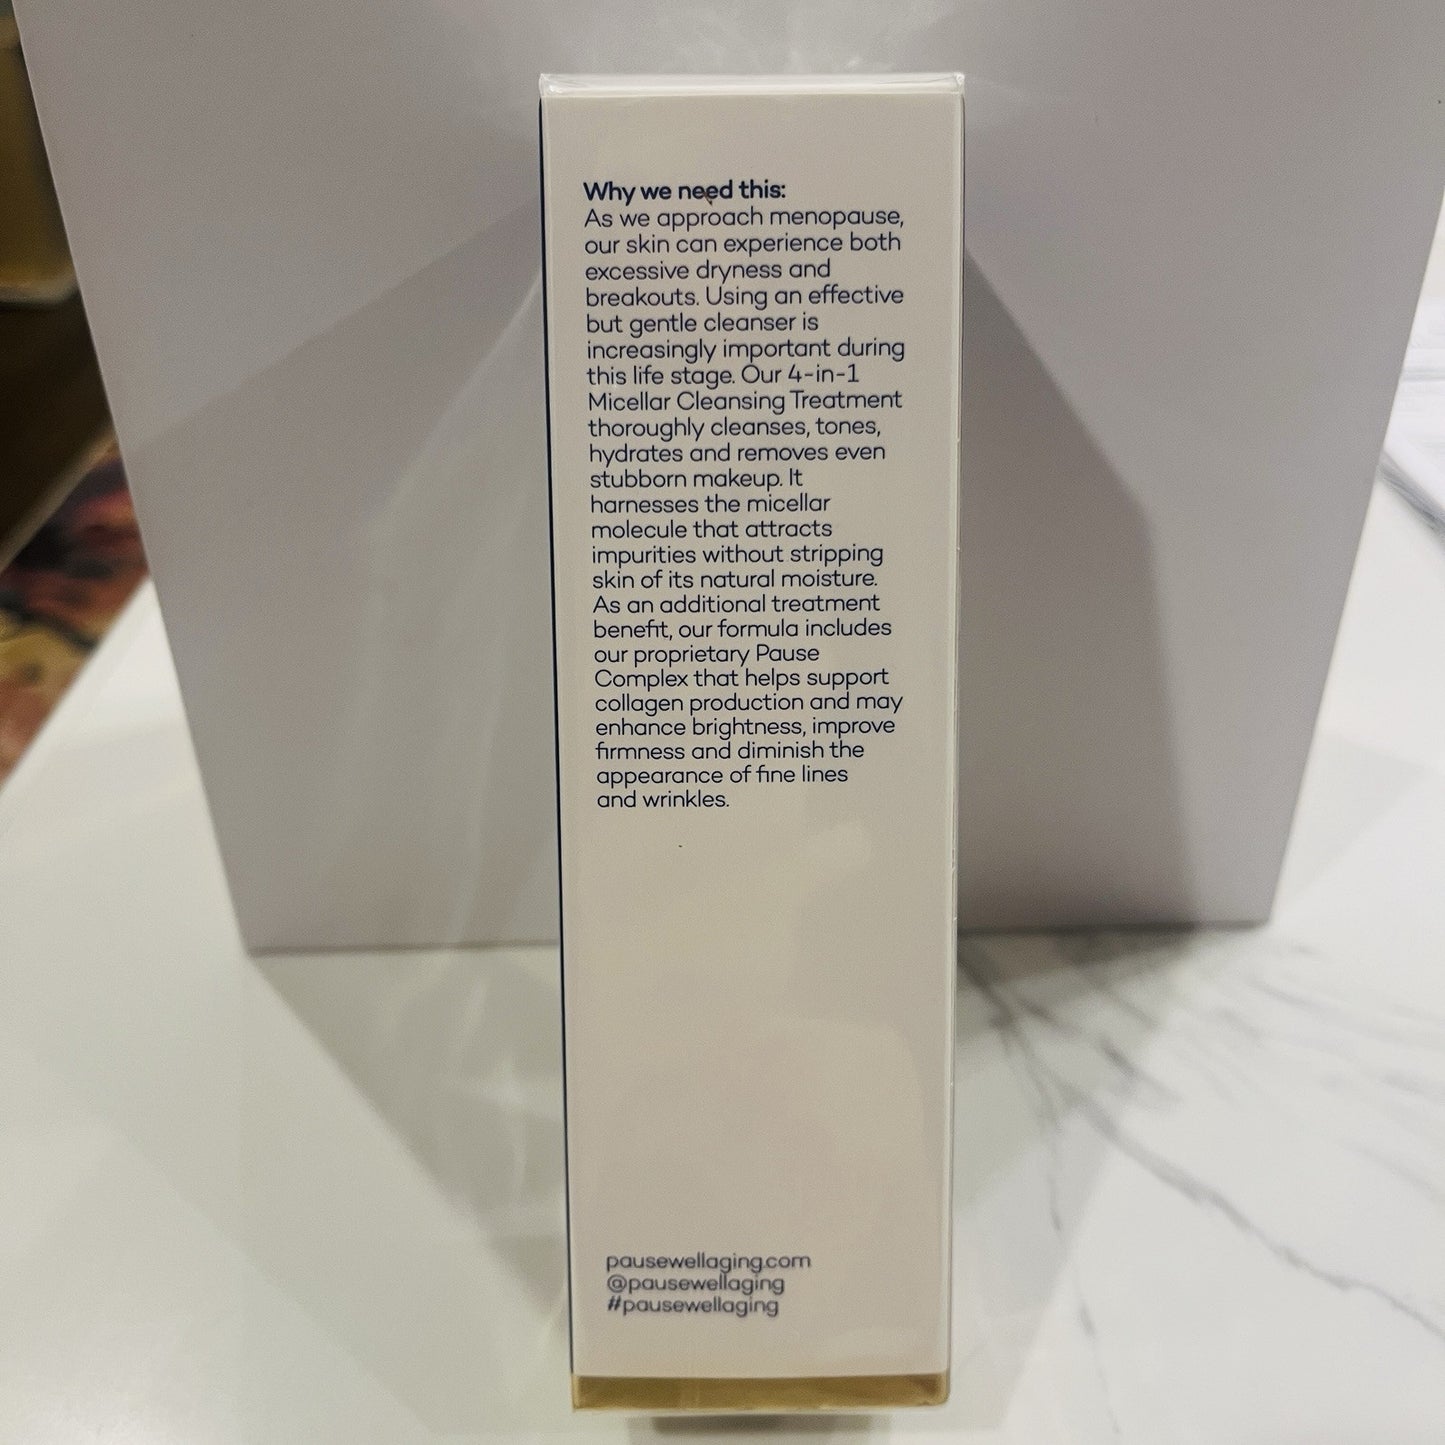 Why we need this:
As we approach menopause,
our skin can experience both
excessive dryness and
breakouts. Using an effective
but gentle cleanser is
increasingly important during
this life stage. Our 4-in-1
Micellar Cleansing Treatment
thoroughly cleanses, tones,
hydrates and removes even
stubborn makeup. It
harnesses the micellar
molecule that attracts
impurities without stripping
skin of its natural moisture.
As an additional treatment
benefit, our formula includes
our proprietary Pause
Complex that helps support
collagen production and may
enhance brightness, improve
firmness and diminish the
appearance of fine lines
and wrinkles.
pausewellaging.com
@pausewellaging
#pausewellaging